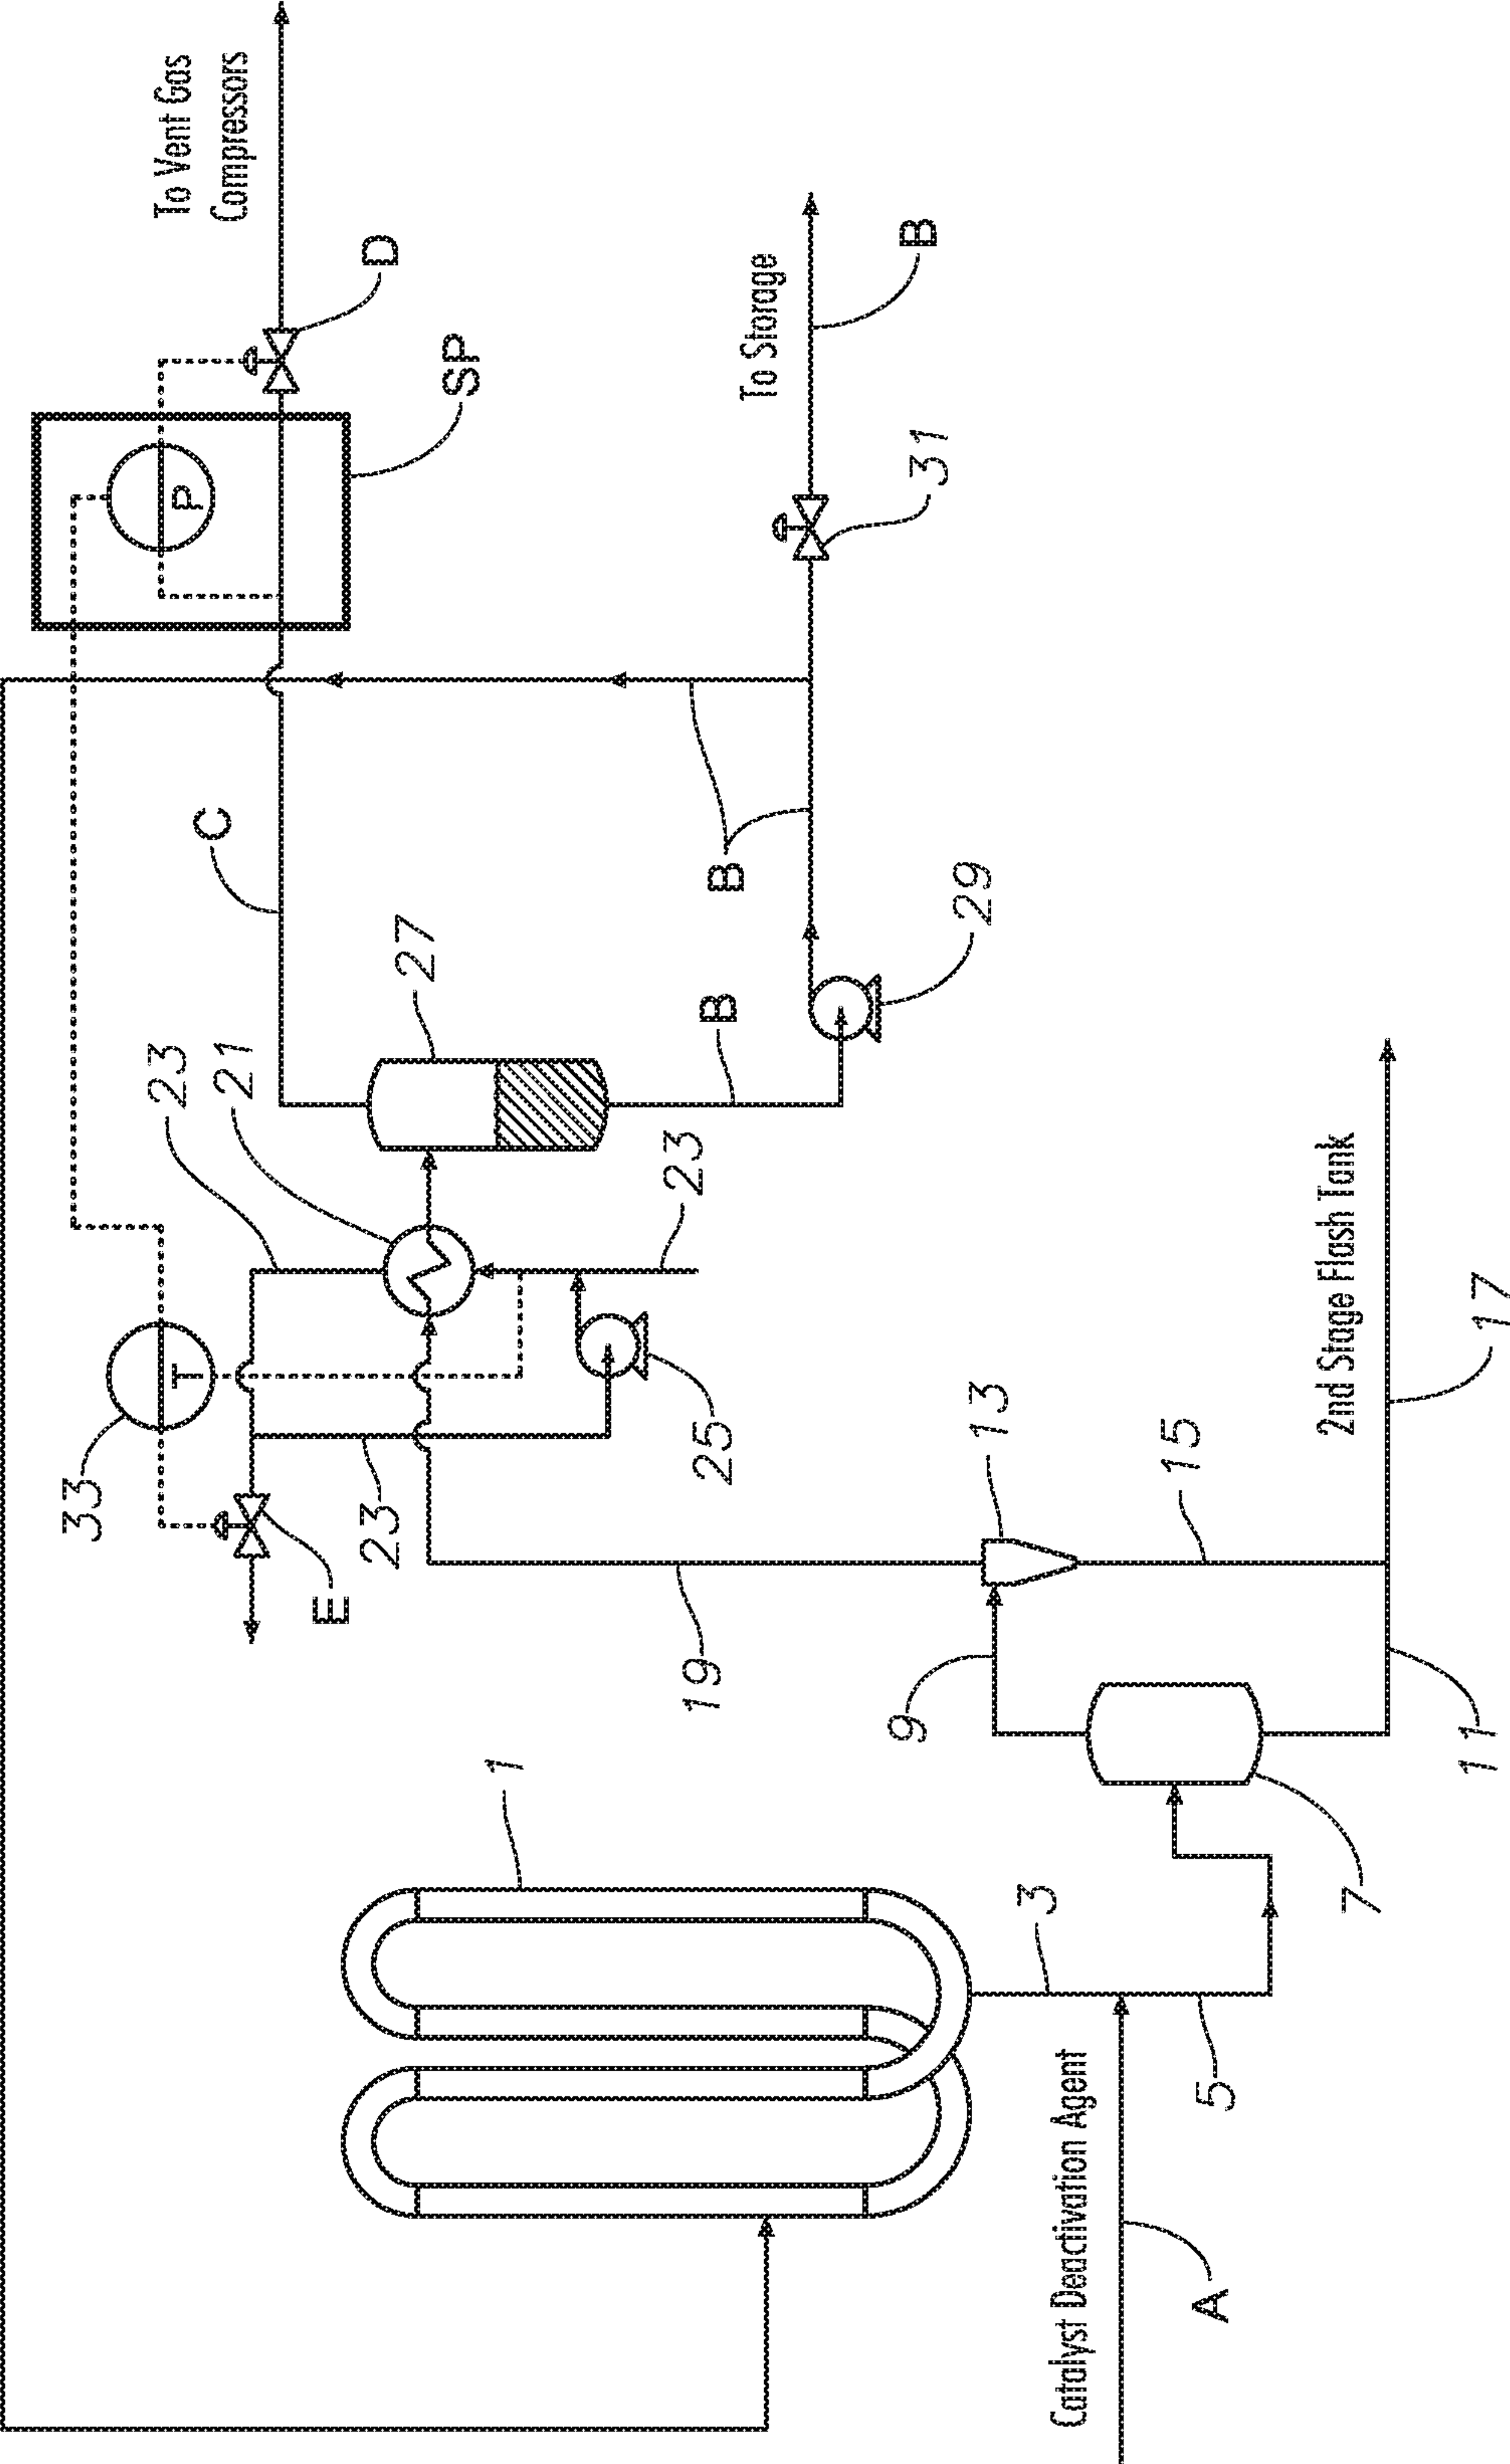 To Vent Gas
Compressors
D
SP
P
To Storage
B
31
C
B
27
29
B
23
21
23
T
33
E
23
25
13
15
2nd Stage Flash Tank
17
19
9
11
1
7
3
5
Catalyst Deactivation Agent
A